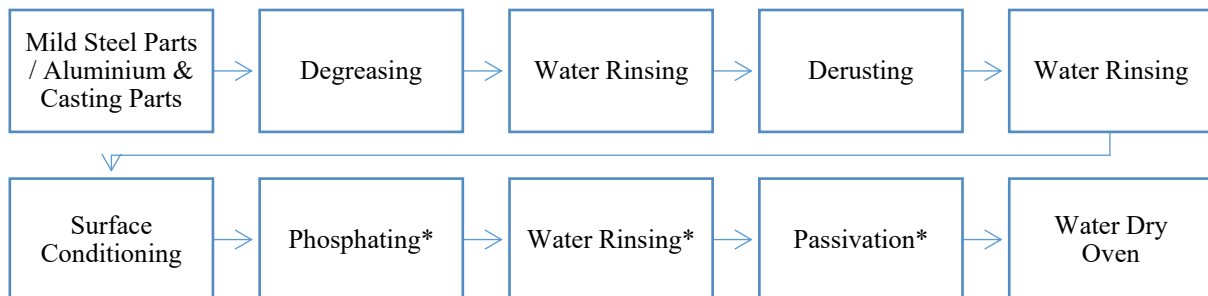 Mild Steel Parts
/ Aluminium &
Casting Parts
Degreasing
Water Rinsing
Derusting
Water Rinsing
Surface
Conditioning
Phosphating*
Water Rinsing*
Passivation*
Water Dry
Oven